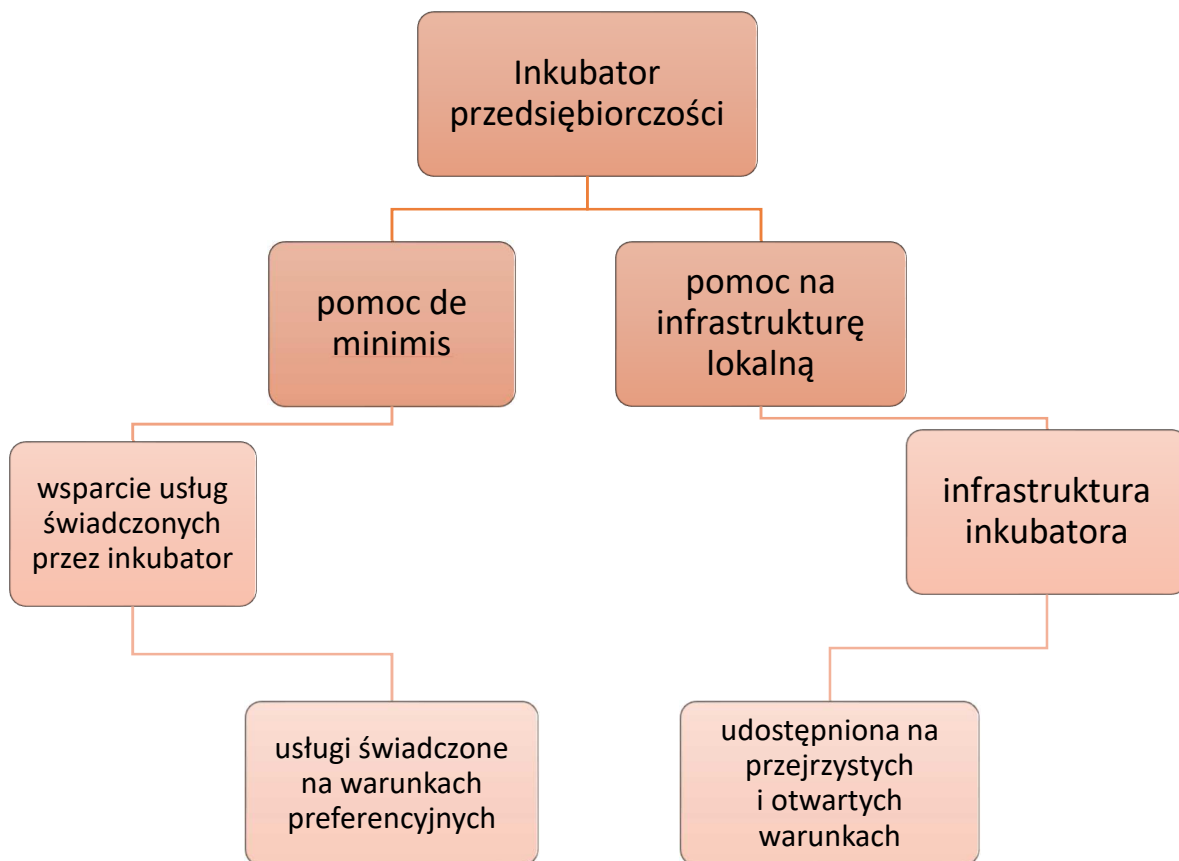 Inkubator
przedsiębiorczości
pomoc de
minimis
pomoc na
infrastrukturę
lokalną
wsparcie usług
świadczonych
przez inkubator
infrastruktura
inkubatora
usługi świadczone
na warunkach
preferencyjnych
udostępniona na
przejrzystych
i otwartych
warunkach